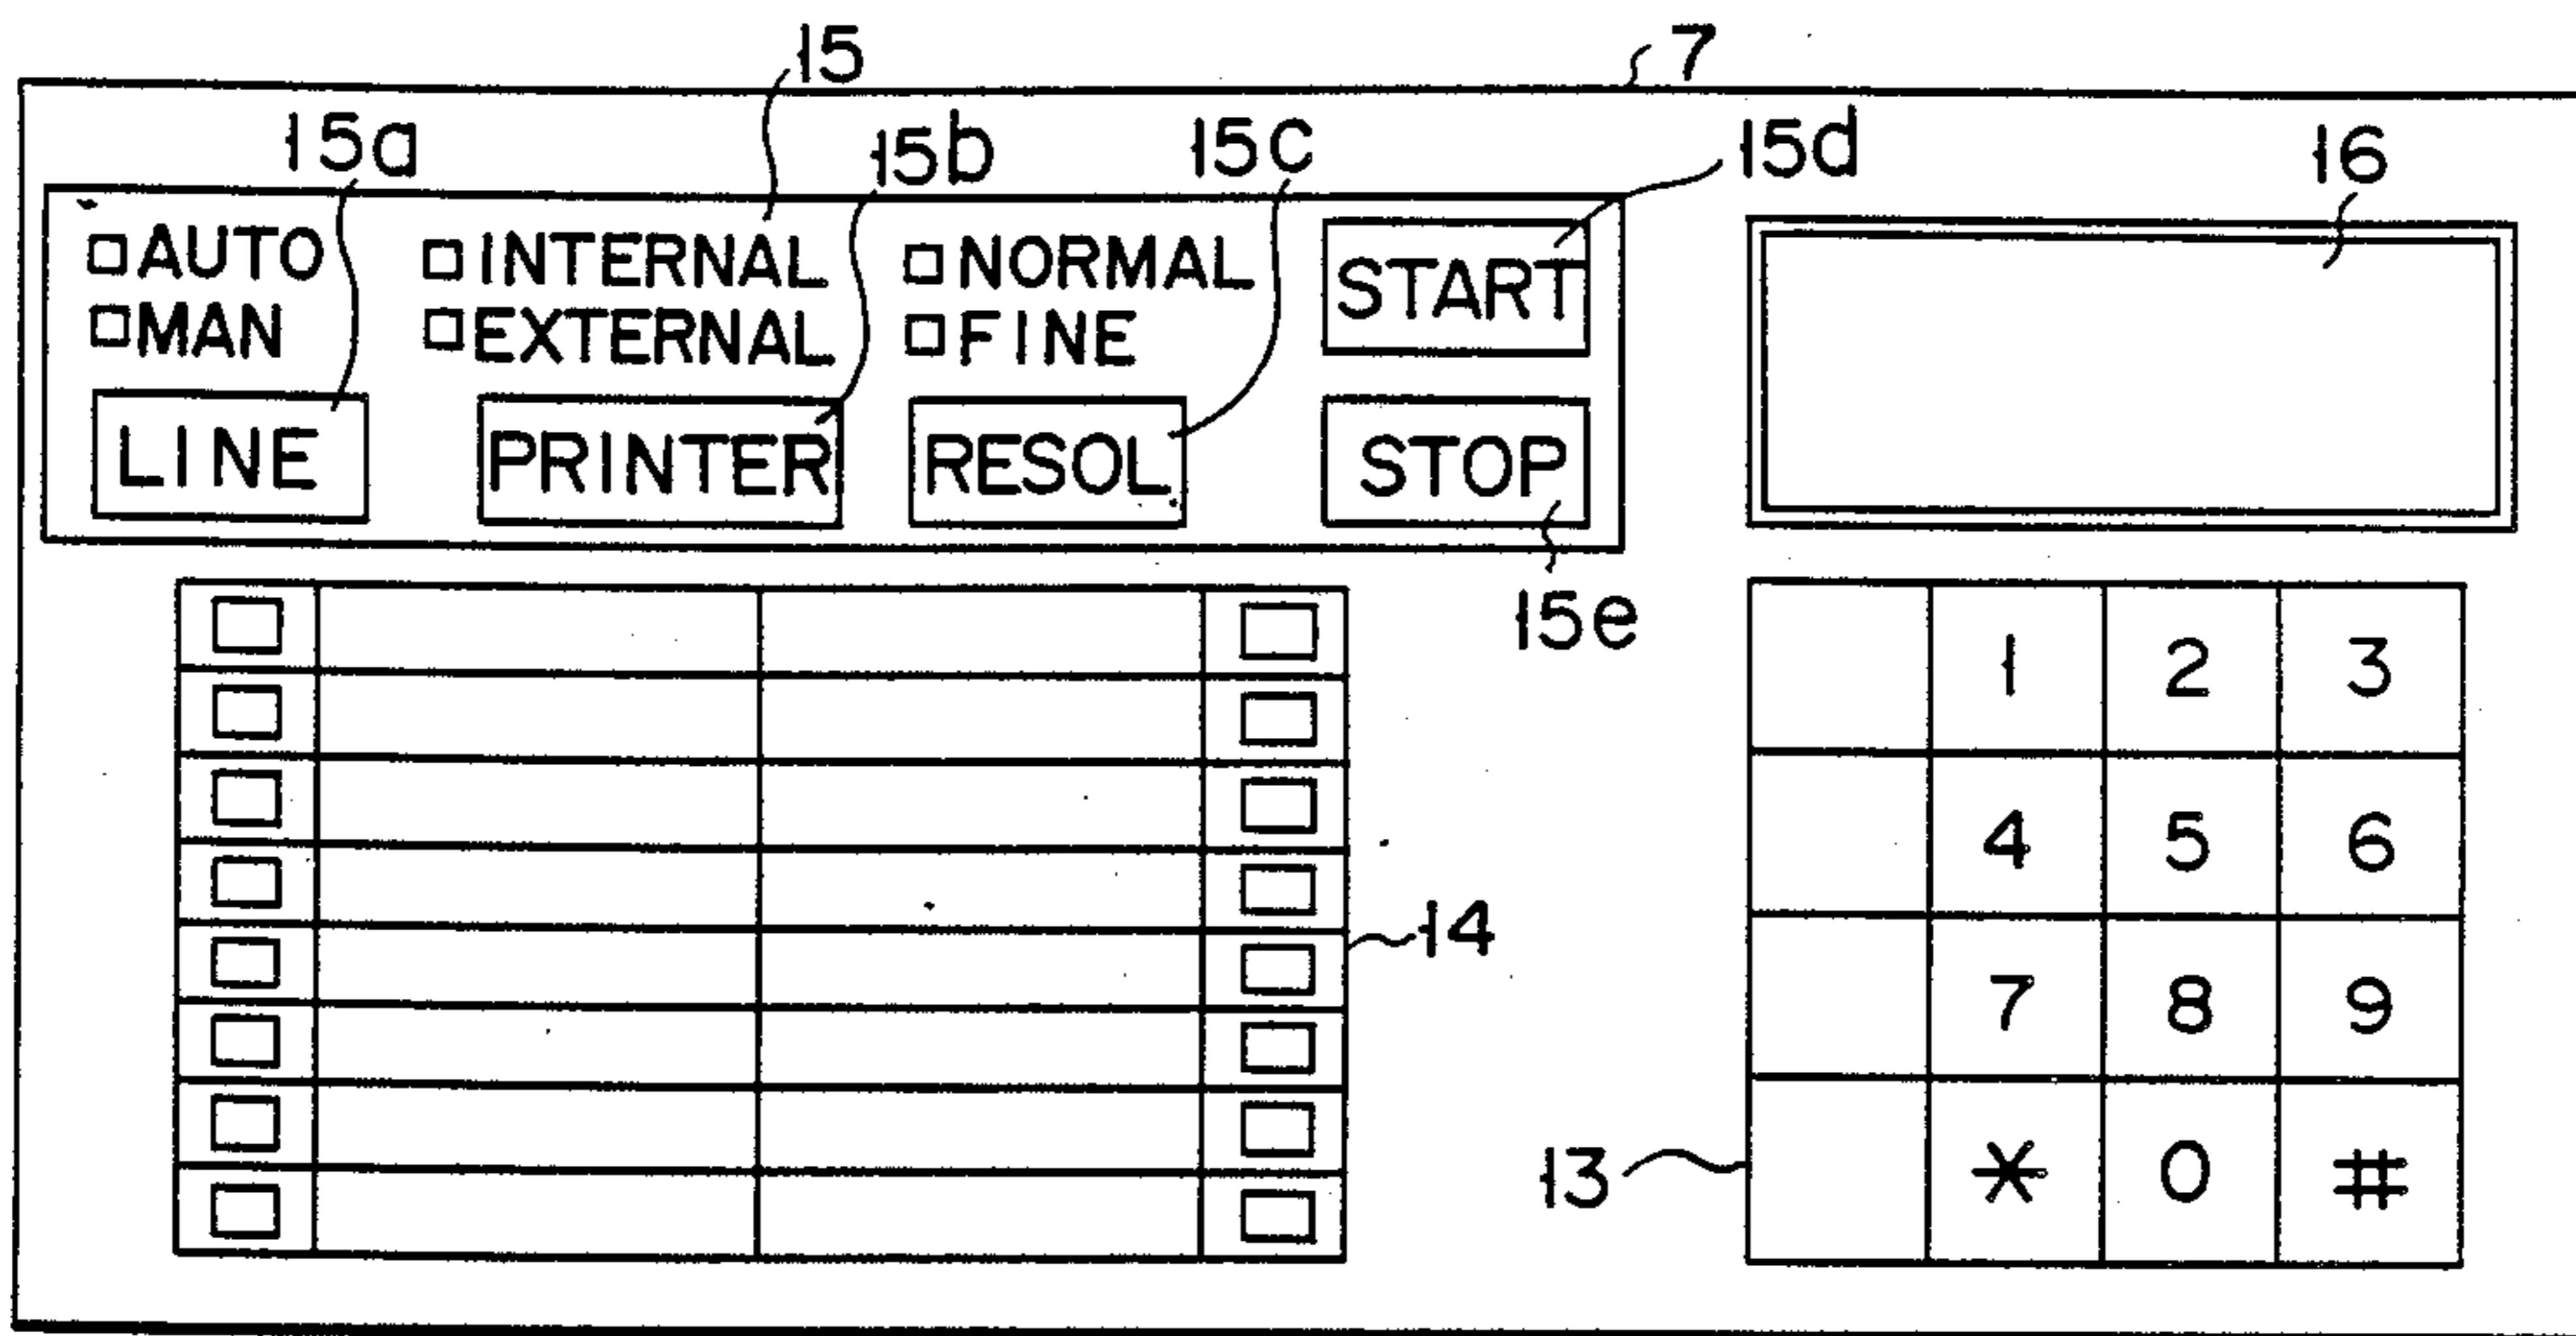 15 7
15a 15b 15c 15d 16
AUTO INTERNAL NORMAL START
MAN EXTERNAL FINE
LINE PRINTER RESOL. STOP
15e
1 2 3
4 5 6
14
7 8 9
13 * 0 #